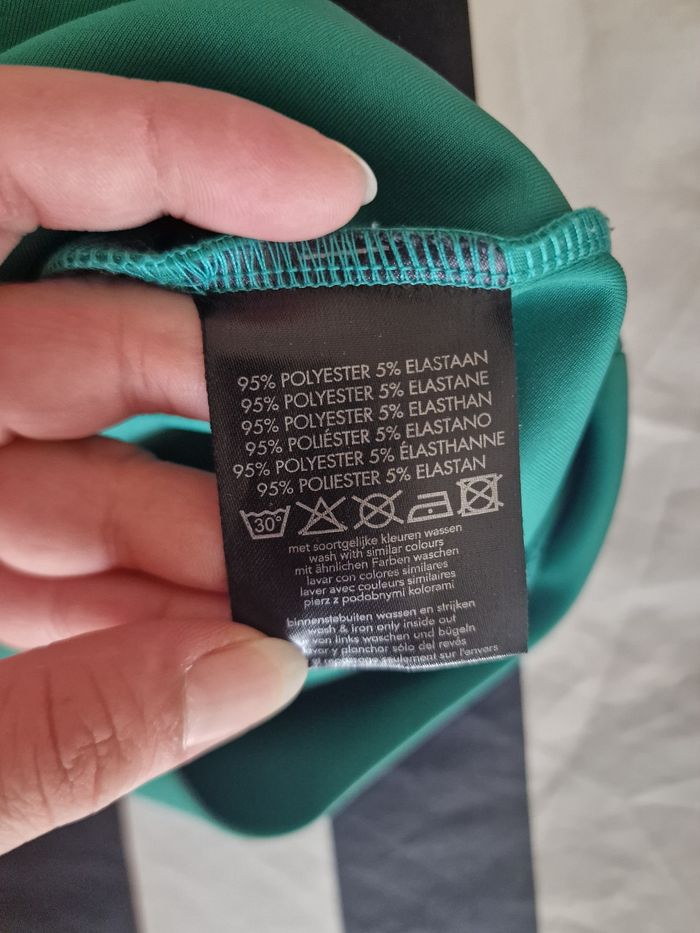 95% POLYESTER 5% ELASTAAN
95% POLYESTER 5% ELASTANE
95% POLYESTER 5% ELASTHAN
95% POLIÉSTER 5% ELASTANO
95% POLYESTER 5% ÉLASTHANNE
95% POLIESTER 5% ELASTAN
30°
met soortgelijke kleuren wassen
wash with similar colours
mit ähnlichen Farben waschen
lavar con colores similares
laver avec couleurs similaires
pierz z podobnymi kolorami
binnenstebuiten wassen en strijken
wash & iron only inside out
von links waschen und bügeln
y planchar sólo del revés
seulement sur l'envers